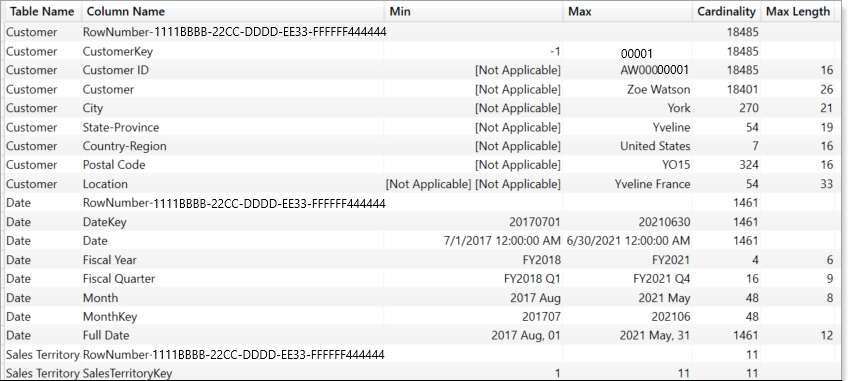 Table Name Column Name Min Max Cardinality Max Length
Customer RowNumber-1111BBBB-22CC-DDDD-EE33-FFFFFF444444 18485
Customer CustomerKey -1 00001 18485
Customer Customer ID [Not Applicable] AW00000001 18485 16
Customer Customer [Not Applicable] Zoe Watson 18401 26
Customer City [Not Applicable] York 270 21
Customer State-Province [Not Applicable] Yveline 54 19
Customer Country-Region [Not Applicable] United States 7 16
Customer Postal Code [Not Applicable] YO15 324 16
Customer Location [Not Applicable] [Not Applicable] Yveline France 54 33
Date RowNumber-1111BBBB-22CC-DDDD-EE33-FFFFFF444444 1461
Date DateKey 20170701 20210630 1461
Date Date 7/1/2017 12:00:00 AM 6/30/2021 12:00:00 AM 1461
Date Fiscal Year FY2018 FY2021 4 6
Date Fiscal Quarter FY2018 Q1 FY2021 Q4 16 9
Date Month 2017 Aug 2021 May 48 8
Date MonthKey 201707 202106 48
Date Full Date 2017 Aug, 01 2021 May, 31 1461 12
Sales Territory RowNumber-1111BBBB-22CC-DDDD-EE33-FFFFFF444444 11
Sales Territory SalesTerritoryKey 1 11 11